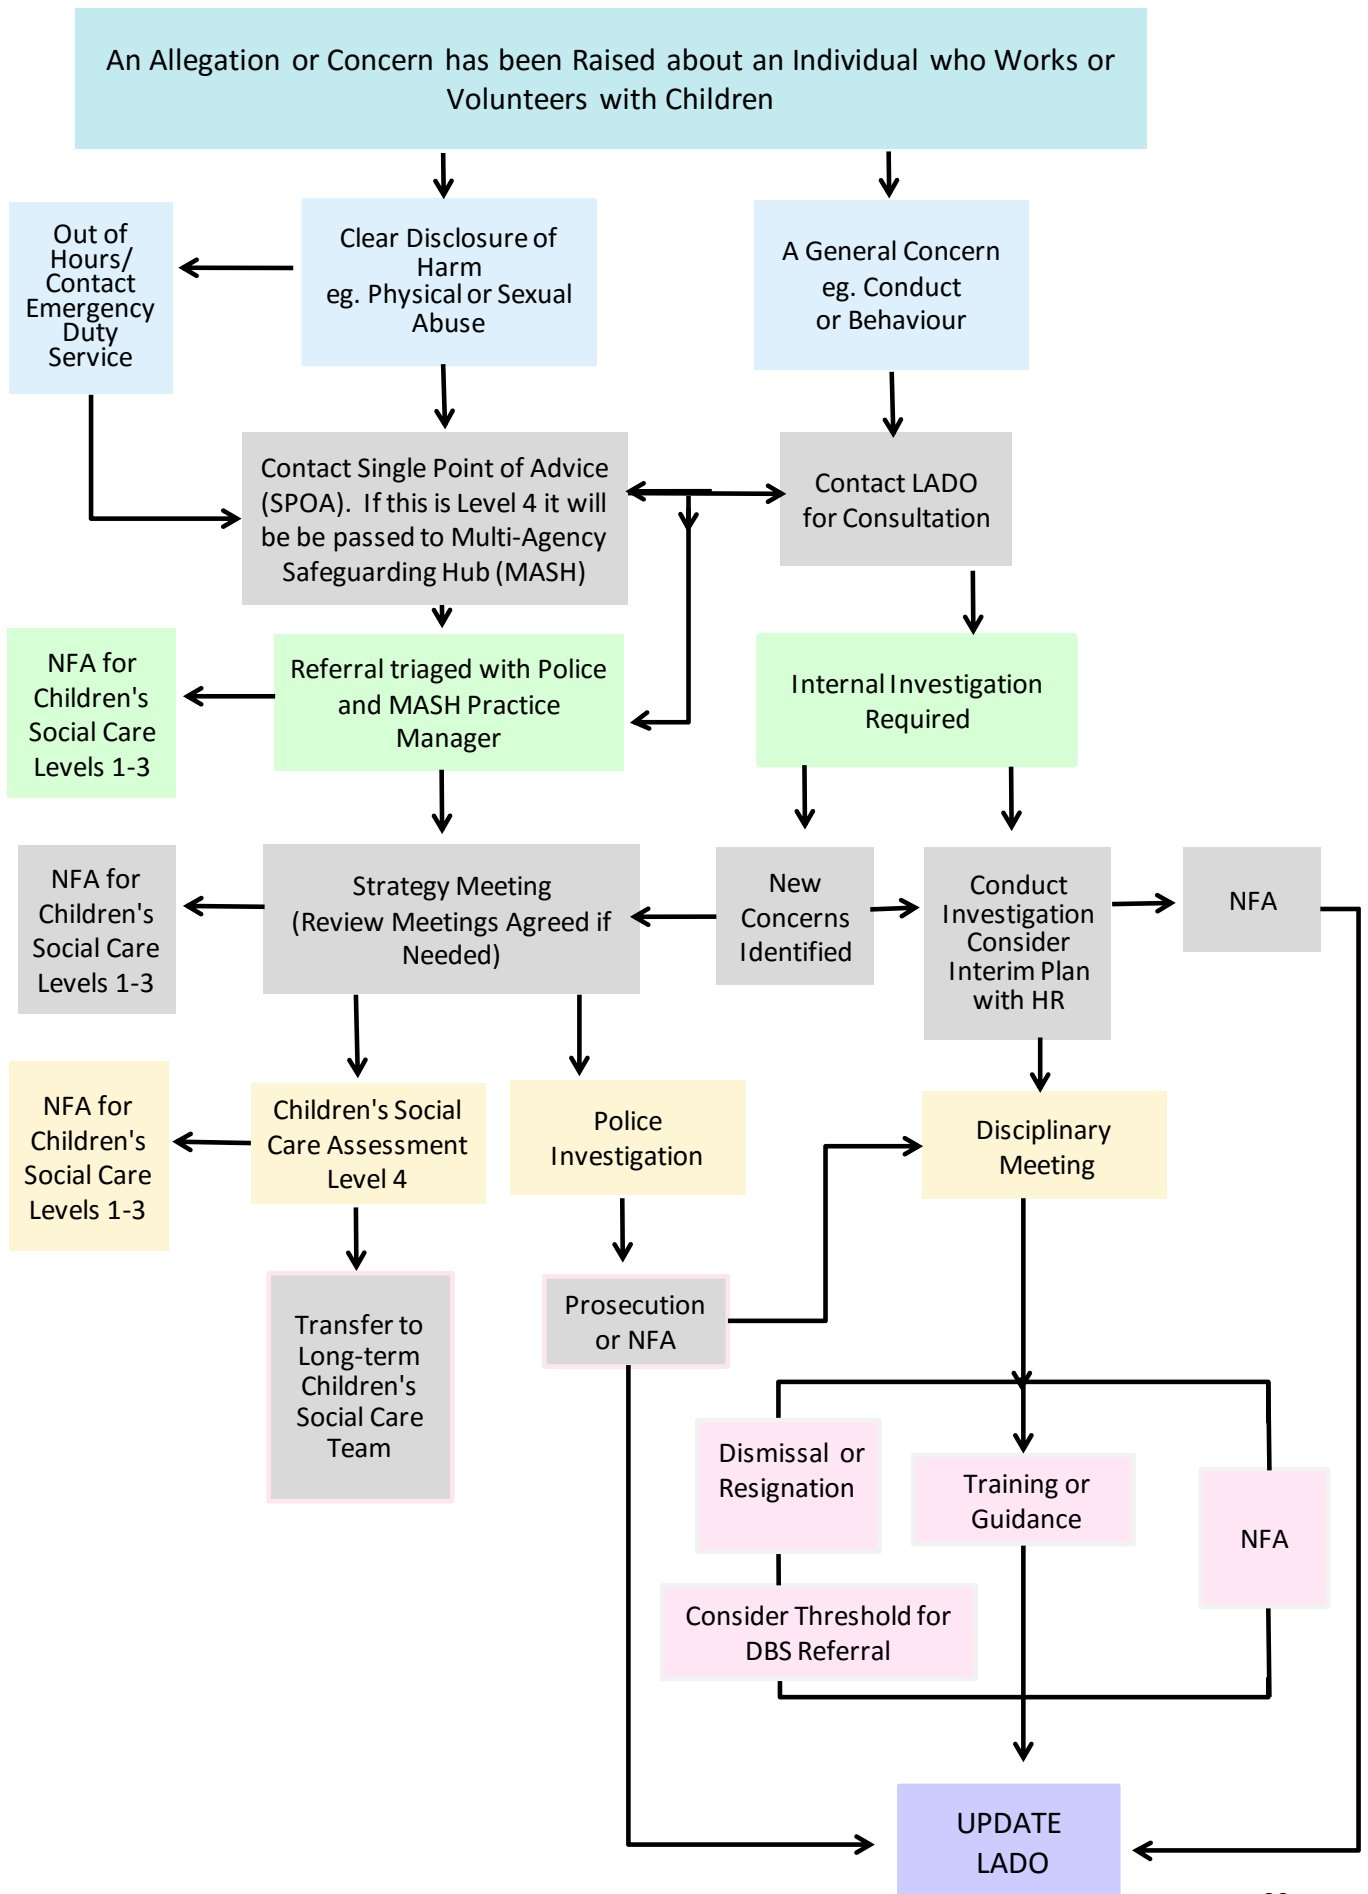 An Allegation or Concern has been Raised about an Individual who Works or
Volunteers with Children
Out of
Hours/
Contact
Emergency
Duty
Service
Clear Disclosure of
Harm
eg. Physical or Sexual
Abuse
A General Concern
eg. Conduct
or Behaviour
Contact Single Point of Advice
(SPOA). If this is Level 4 it will
be be passed to Multi-Agency
Safeguarding Hub (MASH)
Contact LADO
for Consultation
NFA for
Children's
Social Care
Levels 1-3
Referral triaged with Police
and MASH Practice
Manager
Internal Investigation
Required
NFA for
Children's
Social Care
Levels 1-3
Strategy Meeting
(Review Meetings Agreed if
Needed)
New
Concerns
Identified
Conduct
Investigation
Consider
Interim Plan
with HR
NFA
NFA for
Children's
Social Care
Levels 1-3
Children's Social
Care Assessment
Level 4
Police
Investigation
Disciplinary
Meeting
Transfer to
Long-term
Children's
Social Care
Team
Prosecution
or NFA
Dismissal or
Resignation
Training or
Guidance
NFA
Consider Threshold for
DBS Referral
UPDATE
LADO